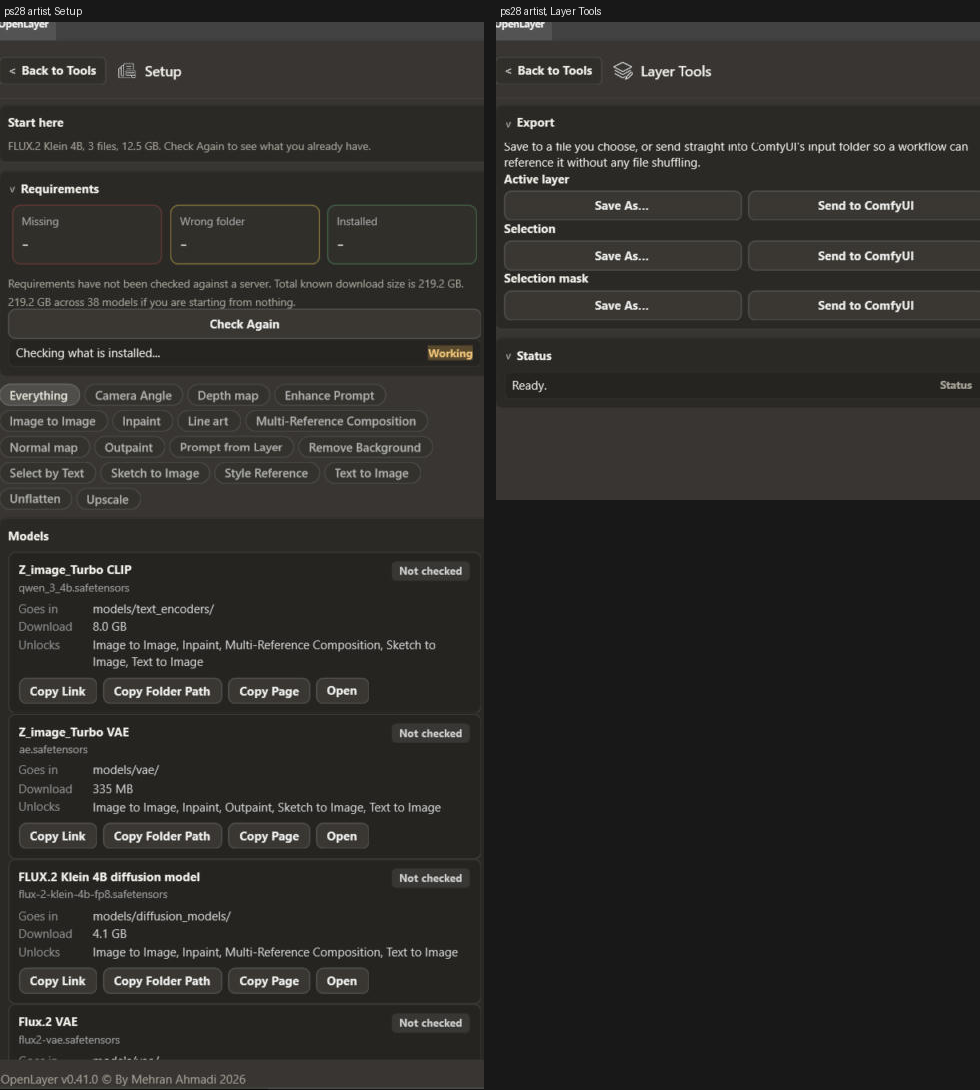 ps28 artist, Setup
OpenLayer
< Back to Tools
Setup
Start here
FLUX.2 Klein 4B, 3 files, 12.5 GB. Check Again to see what you already have.
v Requirements
Missing
–
Wrong folder
–
Installed
–
Requirements have not been checked against a server. Total known download size is 219.2 GB.
219.2 GB across 38 models if you are starting from nothing.
Check Again
Checking what is installed...
Working
Everything
Camera Angle
Depth map
Enhance Prompt
Image to Image
Inpaint
Line art
Multi-Reference Composition
Normal map
Outpaint
Prompt from Layer
Remove Background
Select by Text
Sketch to Image
Style Reference
Text to Image
Unflatten
Upscale
Models
Z_image_Turbo CLIP
Not checked
qwen_3_4b.safetensors
Goes in models/text_encoders/
Download 8.0 GB
Unlocks Image to Image, Inpaint, Multi-Reference Composition, Sketch to
Image, Text to Image
Copy Link
Copy Folder Path
Copy Page
Open
Z_image_Turbo VAE
Not checked
ae.safetensors
Goes in models/vae/
Download 335 MB
Unlocks Image to Image, Inpaint, Outpaint, Sketch to Image, Text to Image
Copy Link
Copy Folder Path
Copy Page
Open
FLUX.2 Klein 4B diffusion model
Not checked
flux-2-klein-4b-fp8.safetensors
Goes in models/diffusion_models/
Download 4.1 GB
Unlocks Image to Image, Inpaint, Multi-Reference Composition, Text to Image
Copy Link
Copy Folder Path
Copy Page
Open
Flux.2 VAE
Not checked
flux2-vae.safetensors
Goes in models/vae/
OpenLayer v0.41.0 © By Mehran Ahmadi 2026
ps28 artist, Layer Tools
OpenLayer
< Back to Tools
Layer Tools
v Export
Save to a file you choose, or send straight into ComfyUI's input folder so a workflow can
reference it without any file shuffling.
Active layer
Save As...
Send to ComfyUI
Selection
Save As...
Send to ComfyUI
Selection mask
Save As...
Send to ComfyUI
v Status
Ready.
Status